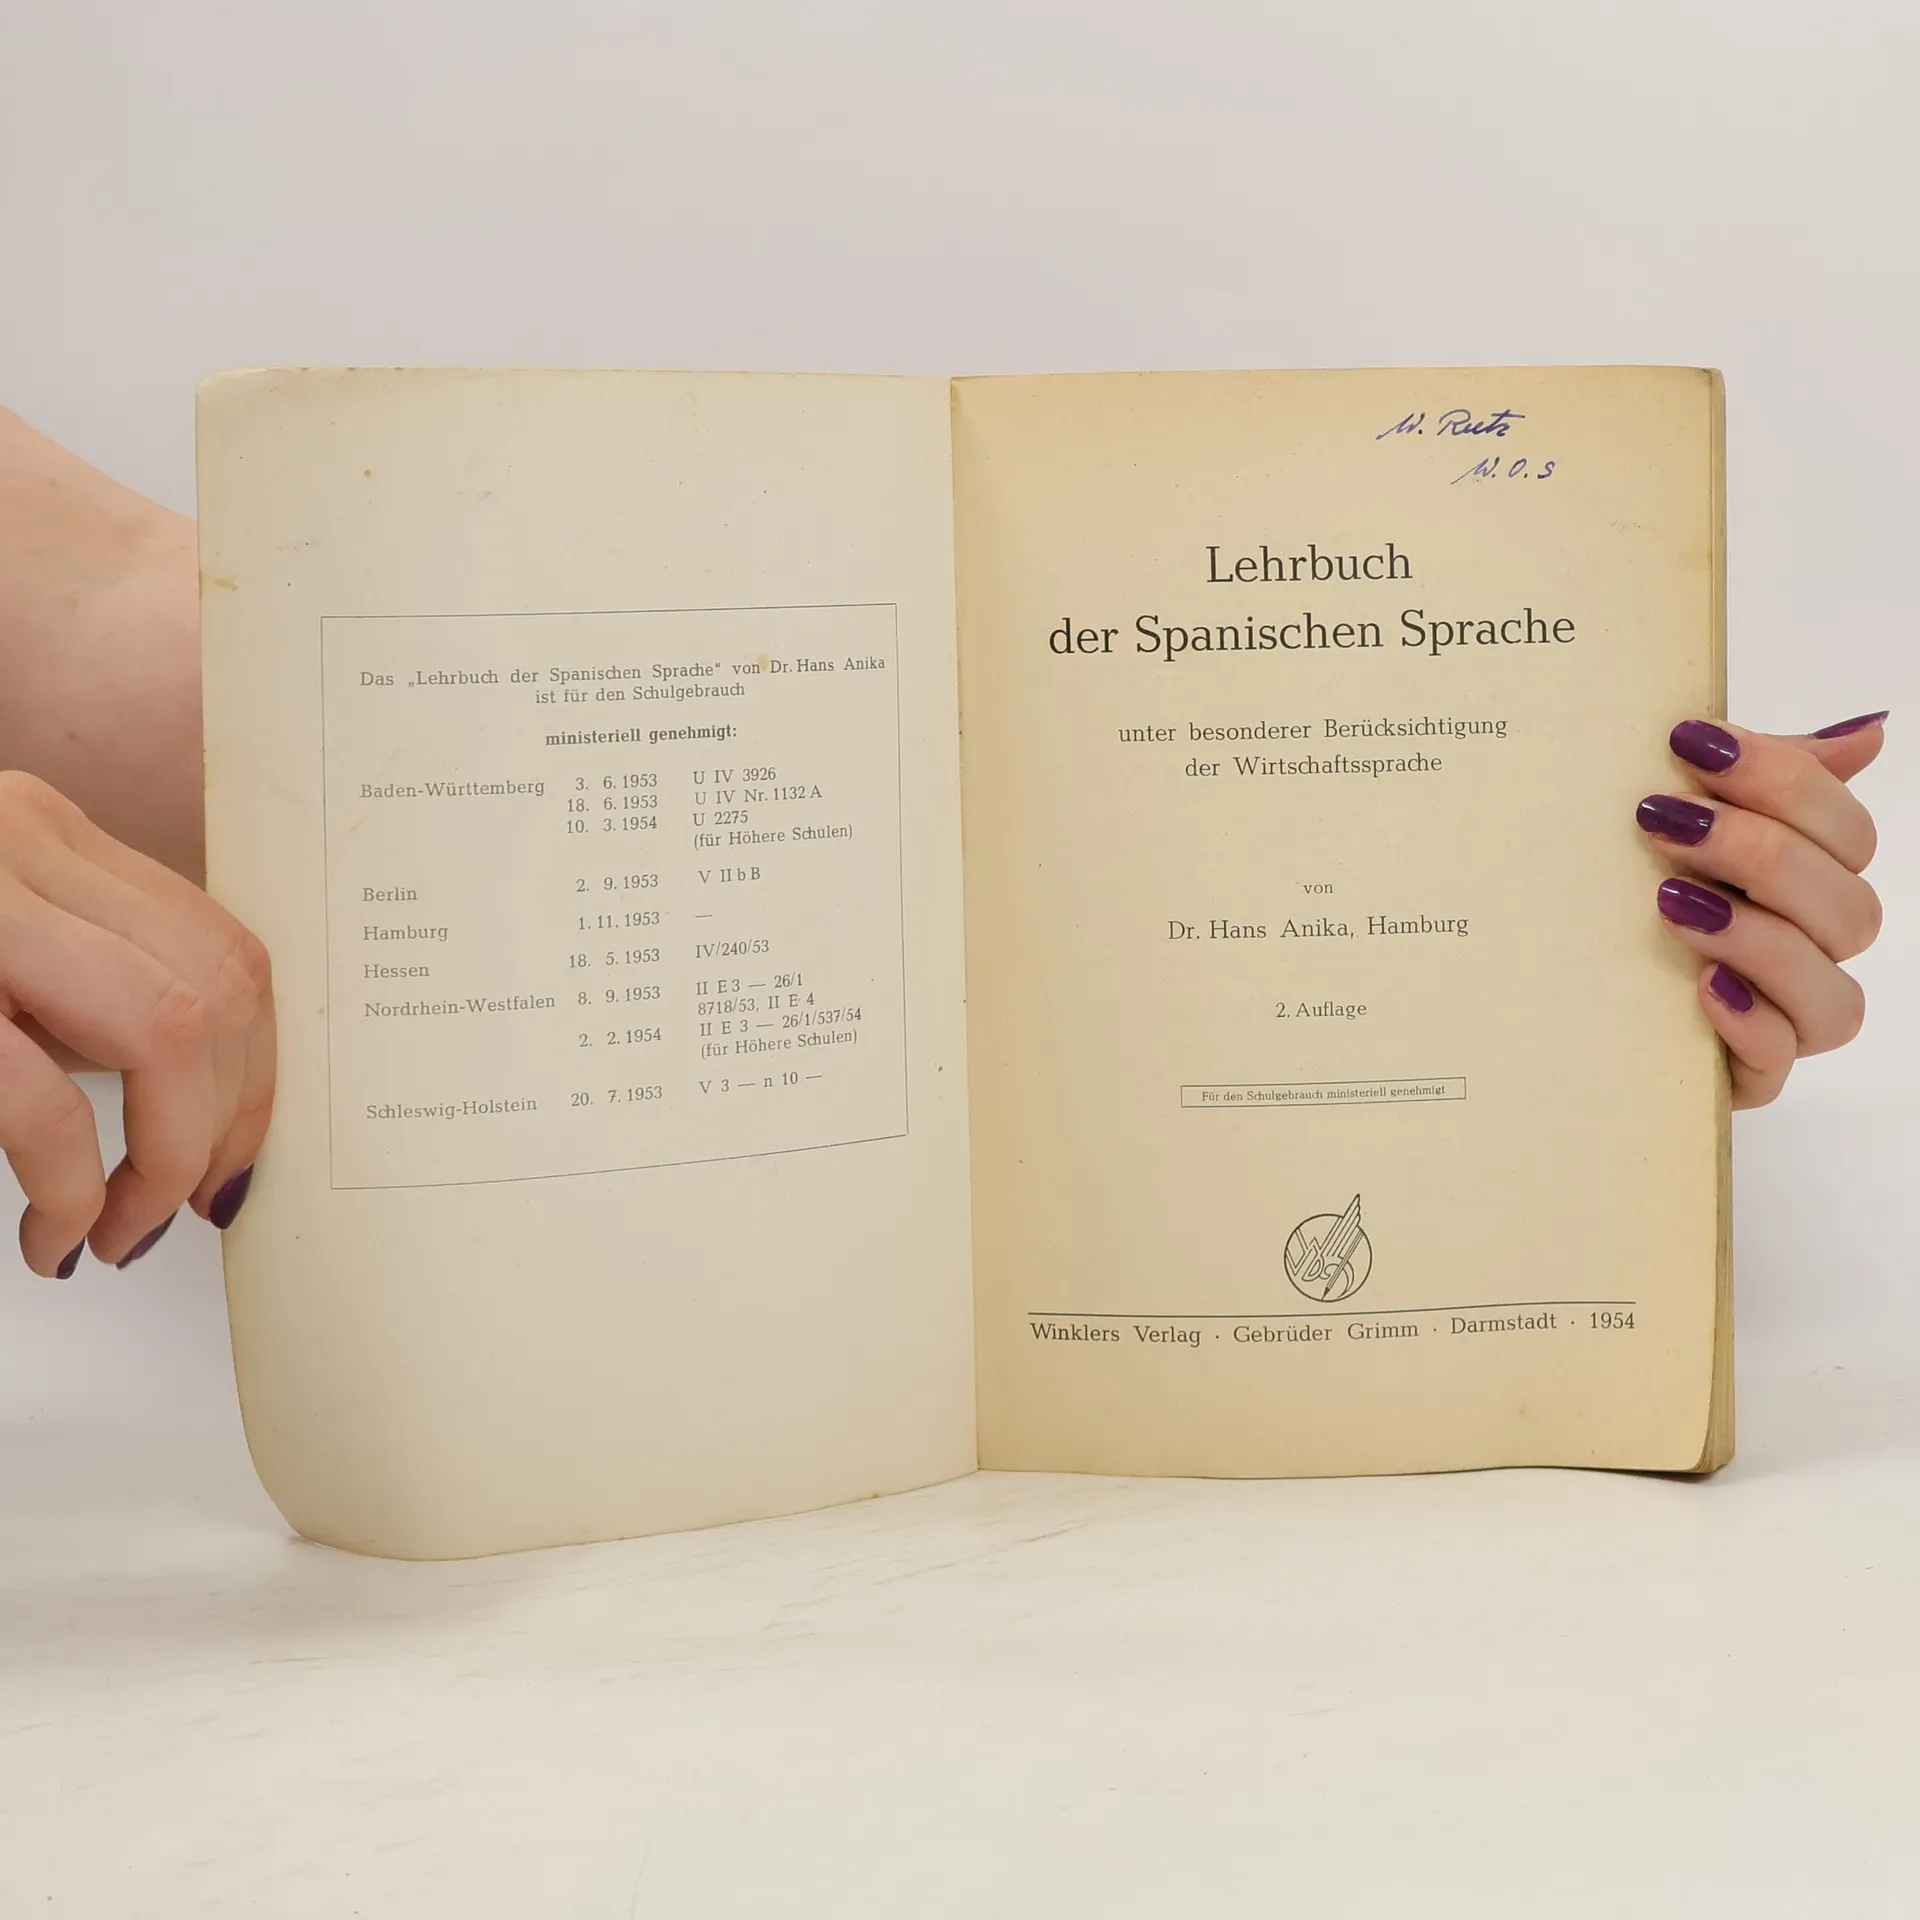 Das „Lehrbuch der Spanischen Sprache“ von Dr. Hans Anika
ist für den Schulgebrauch
ministeriell genehmigt:
Baden-Württemberg 3. 6. 1953 U IV 3926
18. 6. 1953 U IV Nr. 1132 A
10. 3. 1954 U 2275
(für Höhere Schulen)
Berlin 2. 9. 1953 V II b B
Hamburg 1. 11. 1953 —
Hessen 18. 5. 1953 IV/240/53
Nordrhein-Westfalen 8. 9. 1953 II E 3 — 26/1
8718/53, II E 4
2. 2. 1954 II E 3 — 26/1/537/54
(für Höhere Schulen)
Schleswig-Holstein 20. 7. 1953 V 3 — n 10 —
W.
W. O. S
Lehrbuch
der Spanischen Sprache
unter besonderer Berücksichtigung
der Wirtschaftssprache
von
Dr. Hans Anika, Hamburg
2. Auflage
Für den Schulgebrauch ministeriell genehmigt
Winklers Verlag · Gebrüder Grimm · Darmstadt · 1954